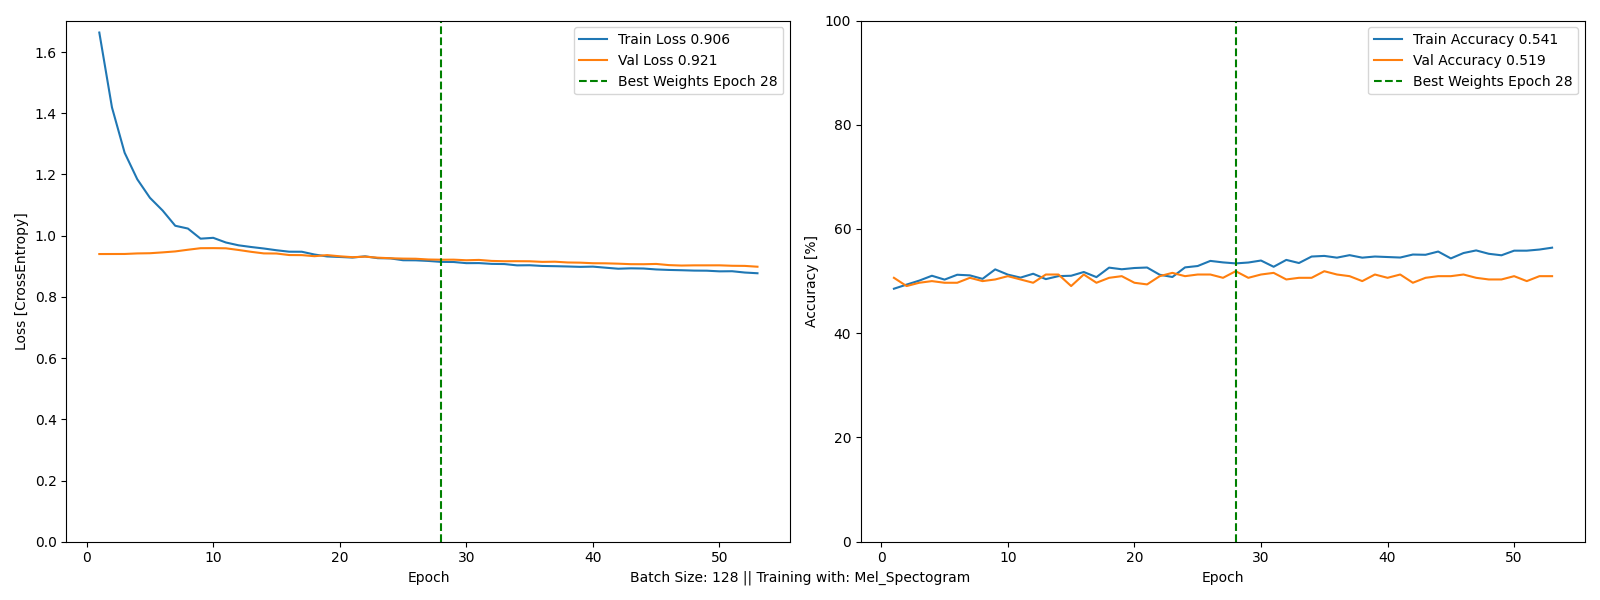 Train Loss 0.906
Val Loss 0.921
Best Weights Epoch 28
1.6
1.4
1.2
1.0
0.8
0.6
0.4
0.2
0.0
Loss [CrossEntropy]
0
10
20
30
40
50
Epoch
Train Accuracy 0.541
Val Accuracy 0.519
Best Weights Epoch 28
100
80
60
40
20
0
Accuracy [%]
0
10
20
30
40
50
Epoch
Batch Size: 128 || Training with: Mel_Spectogram